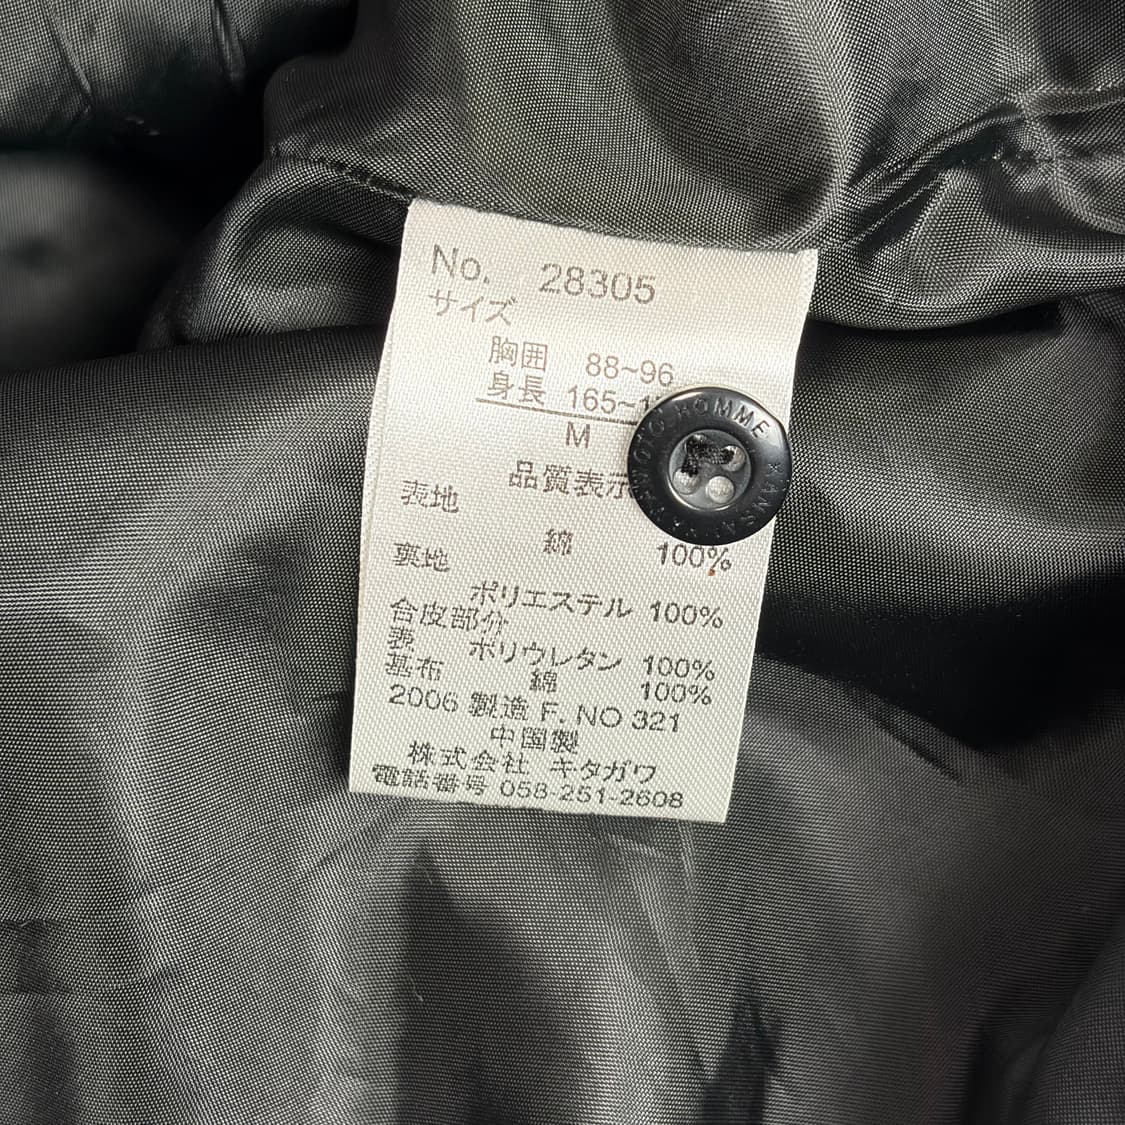 No. 28305
サイズ
胸囲 88~96
身長 165~1
M
品質表示
表地
綿 100%
裏地
ポリエステル 100%
合皮部分
表 ポリウレタン 100%
基布 綿 100%
2006 製造 F. NO 321
中国製
株式会社 キタガワ
電話番号 058-251-2608
KANSAI YAMAMOTO HOMME